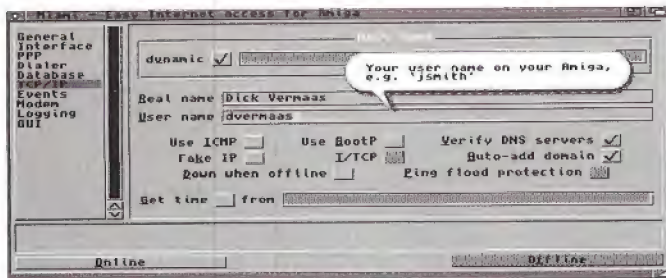 Miami - Easy Internet access for Amiga
General
Interface
PPP
Dialer
Database
TCP/IP
Events
Modem
Logging
GUI
dynamic
Your user name on your Amiga,
e.g. 'jsmith'
Real name Dick Vermaas
User name dvermaas
Use ICMP Use BootP Verify DNS servers
Fake IP T/TCP Auto-add domain
Down when offline Ping flood protection
Get time from
Online Offline